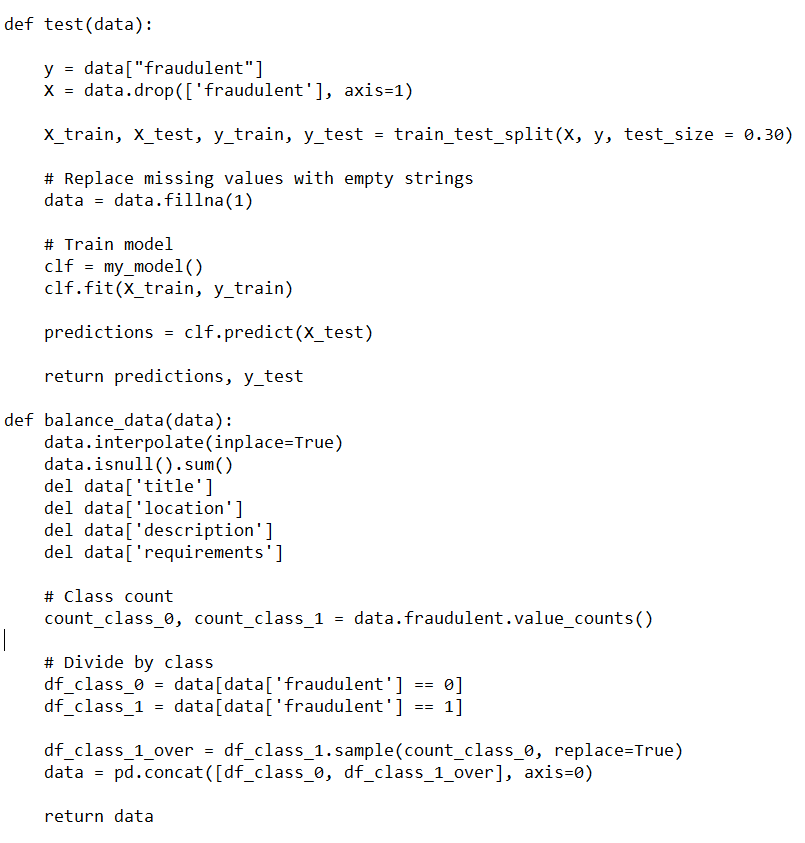 def test(data):
    y = data["fraudulent"]
    X = data.drop(['fraudulent'], axis=1)
    X_train, X_test, y_train, y_test = train_test_split(X, y, test_size = 0.30)
    # Replace missing values with empty strings
    data = data.fillna(1)
    # Train model
    clf = my_model()
    clf.fit(X_train, y_train)
    predictions = clf.predict(X_test)
    return predictions, y_test
def balance_data(data):
    data.interpolate(inplace=True)
    data.isnull().sum()
    del data['title']
    del data['location']
    del data['description']
    del data['requirements']
    # Class count
    count_class_0, count_class_1 = data.fraudulent.value_counts()
    # Divide by class
    df_class_0 = data[data['fraudulent'] == 0]
    df_class_1 = data[data['fraudulent'] == 1]
    df_class_1_over = df_class_1.sample(count_class_0, replace=True)
    data = pd.concat([df_class_0, df_class_1_over], axis=0)
    return data